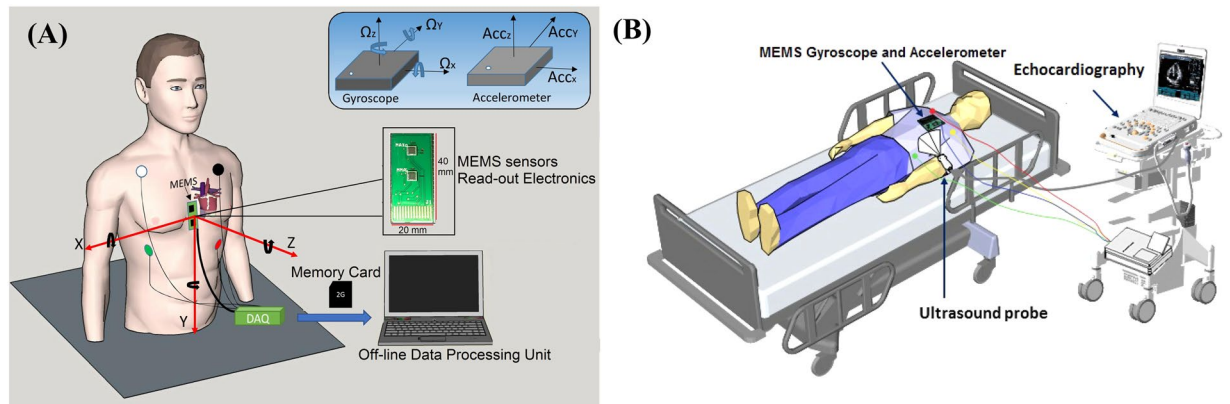 (A)
Ωz
ΩY
Ωx
Gyroscope
Accz
AccY
Accx
Accelerometer
MEMS
MEMS sensors
Read-out Electronics
40
mm
20 mm
X
Z
Y
Memory Card
2G
DAQ
Off-line Data Processing Unit
(B)
MEMS Gyroscope and Accelerometer
Echocardiography
Ultrasound probe